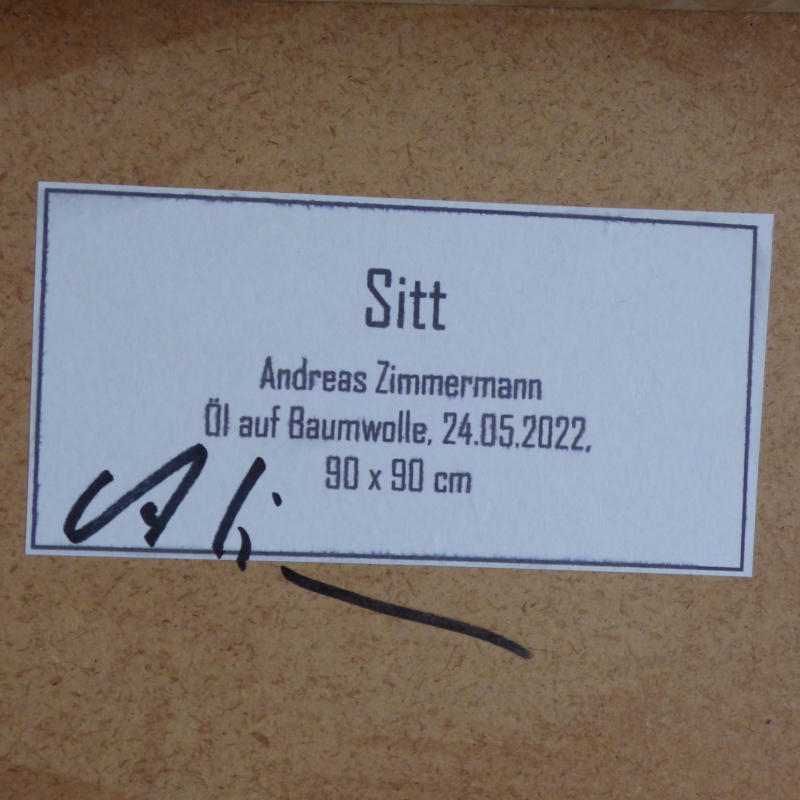 Sitt
Andreas Zimmermann
Öl auf Baumwolle, 24.05.2022,
90 x 90 cm